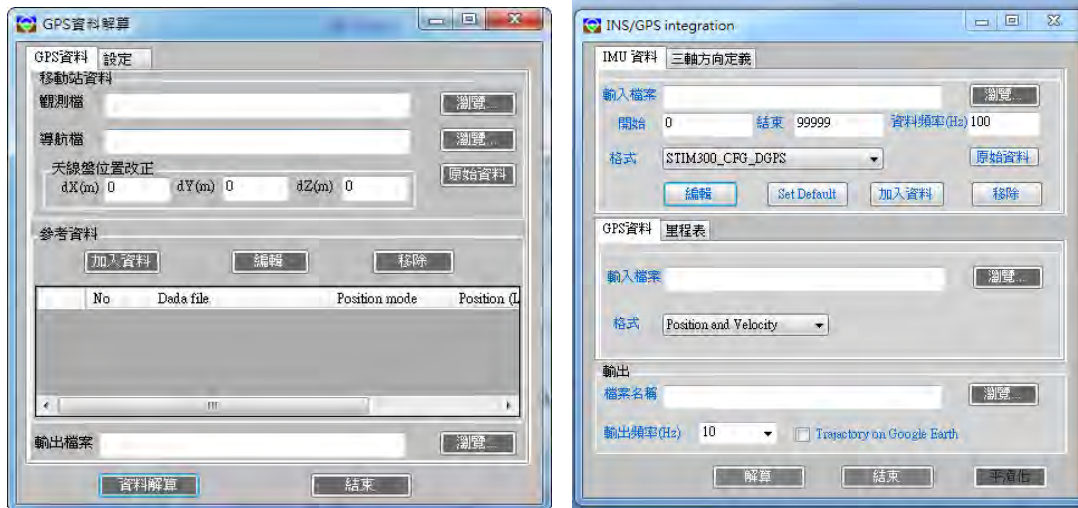 GPS資料解算
GPS資料 設定
移動站資料
觀測檔 瀏覽...
導航檔 瀏覽...
天線盤位置改正
dX(m) 0 dY(m) 0 dZ(m) 0 原始資料
參考資料
加入資料 編輯 移除
No Dada file Position mode Position (L
輸出檔案 瀏覽...
資料解算 結束
INS/GPS integration
IMU 資料 三軸方向定義
輸入檔案 瀏覽...
開始 0 結束 99999 資料頻率(Hz) 100
格式 STIM300_CFG_DGPS 原始資料
編輯 Set Default 加入資料 移除
GPS資料 里程表
輸入檔案 瀏覽...
格式 Position and Velocity
輸出
檔案名稱 瀏覽...
輸出頻率(Hz) 10 Trajectory on Google Earth
解算 結束 平滑化